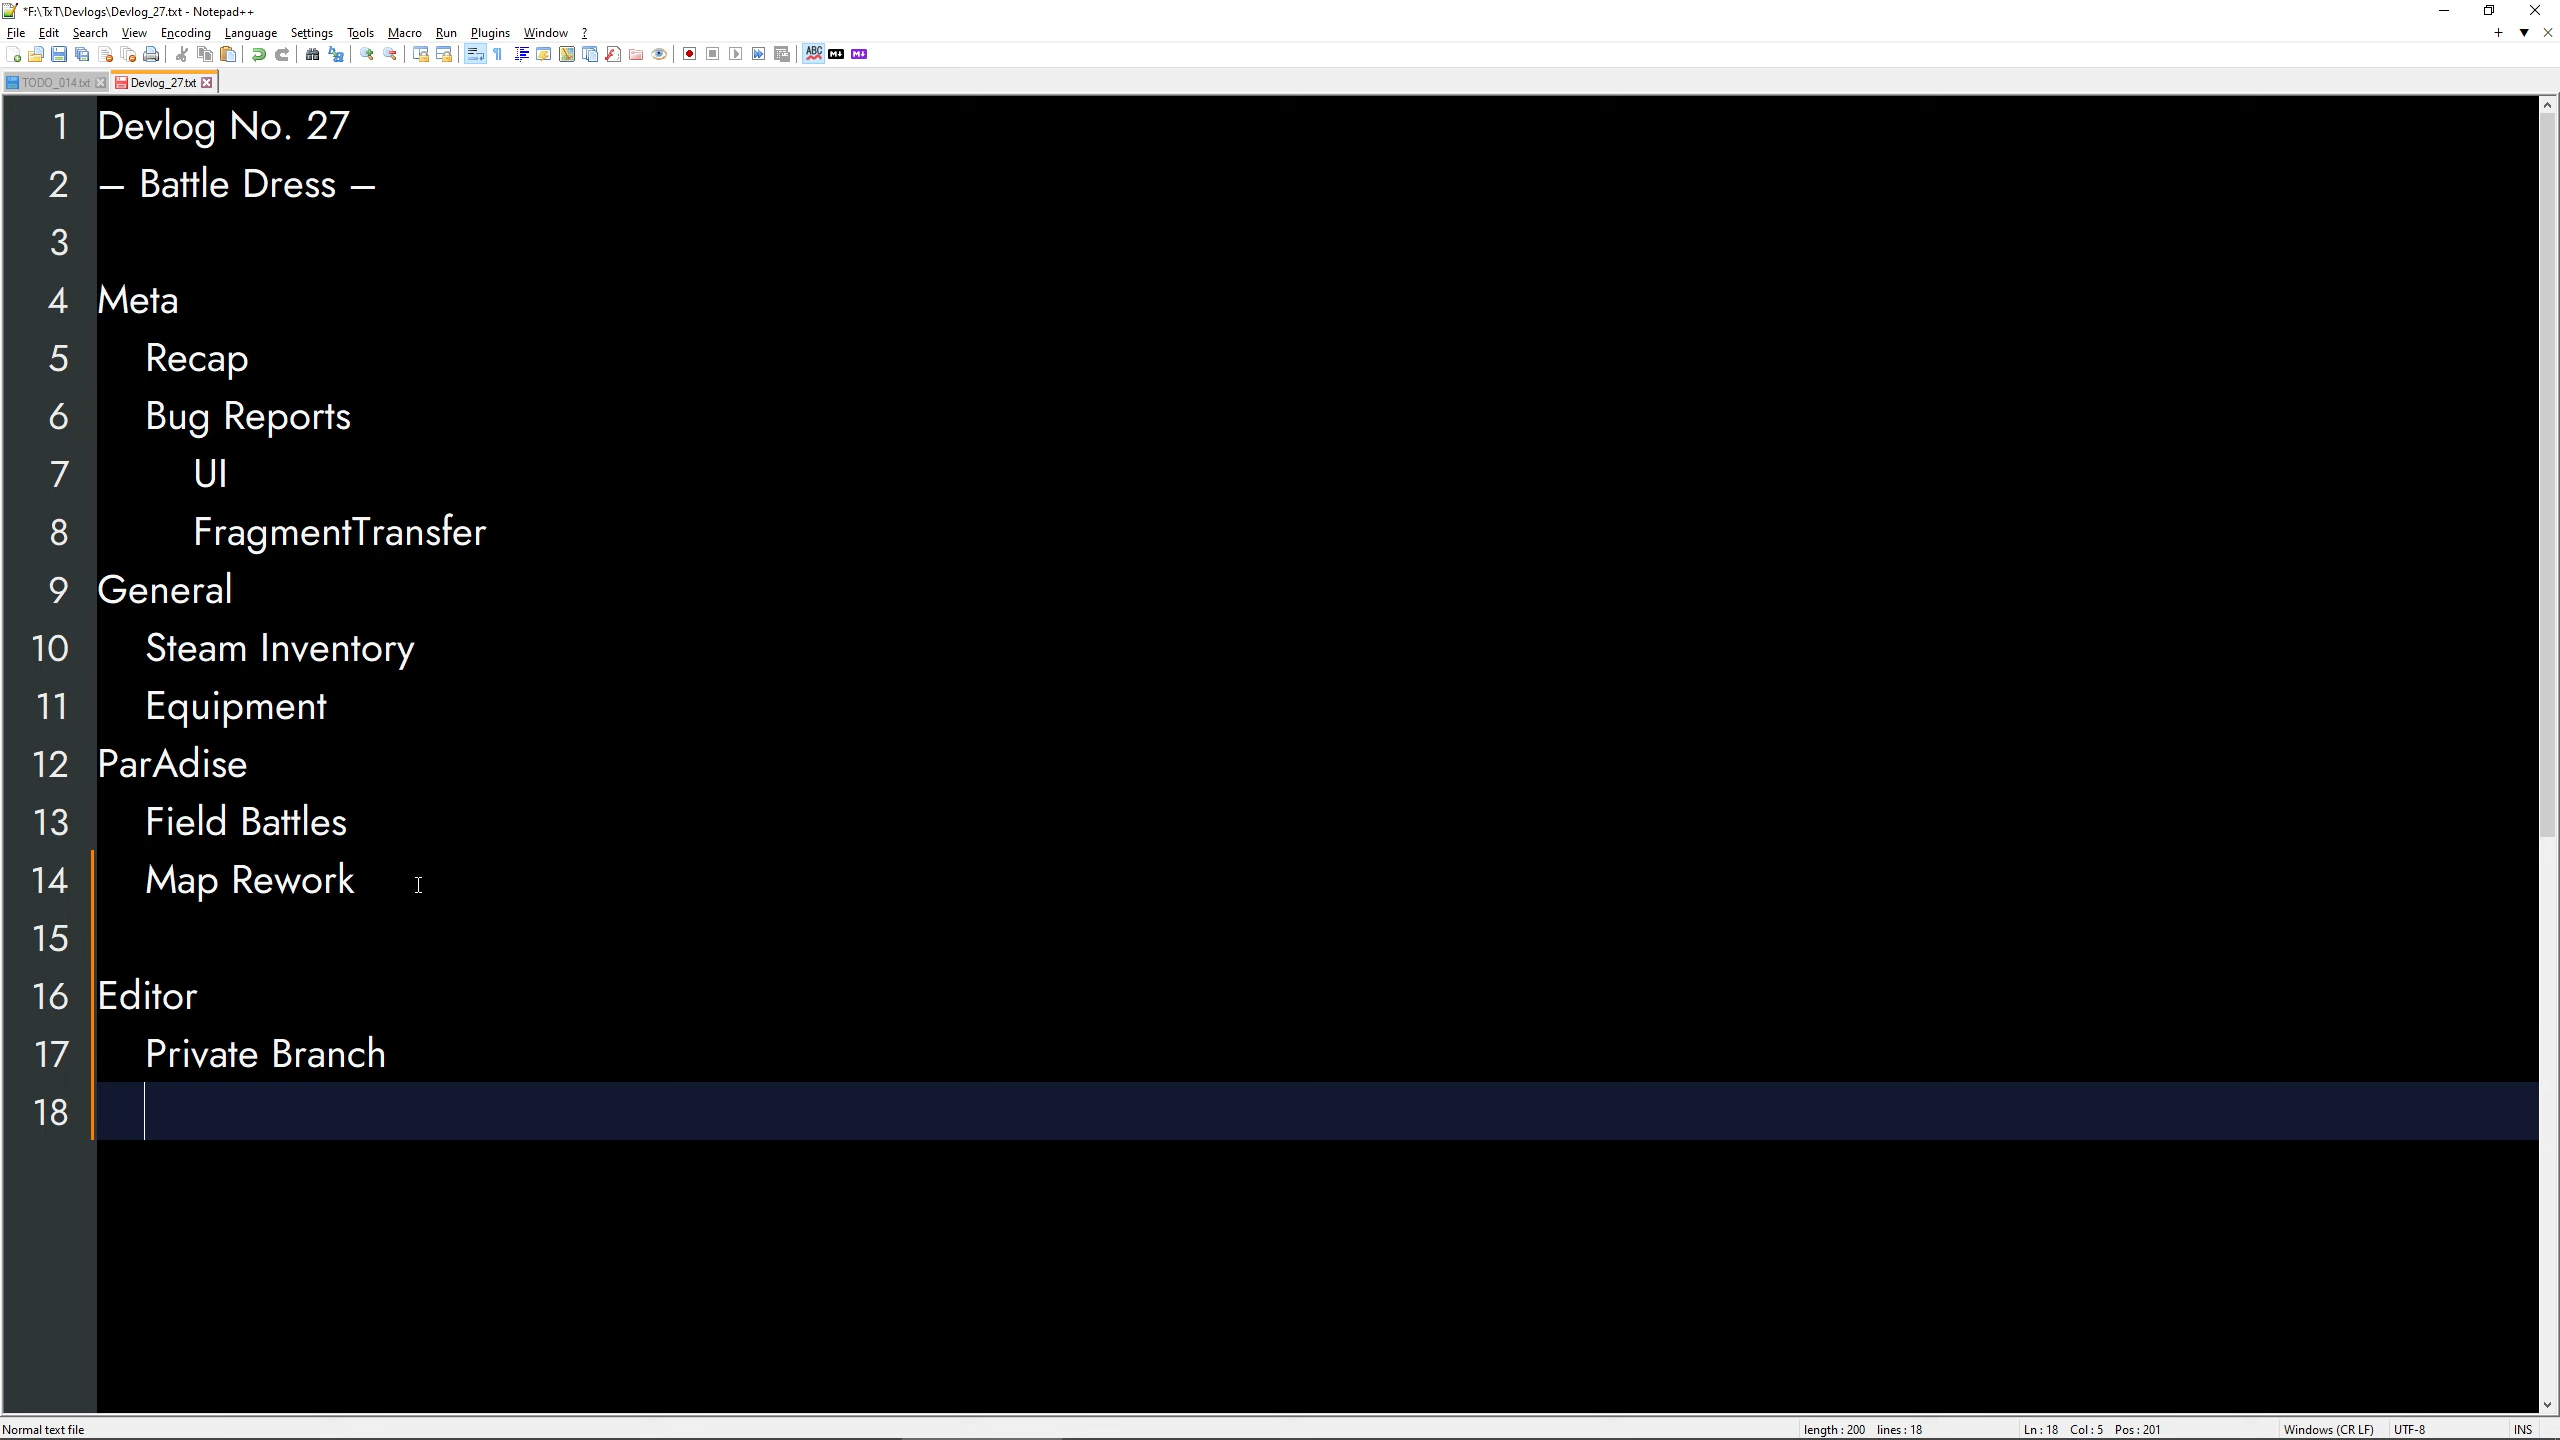 *F:\TxT\Devlogs\Devlog_27.txt - Notepad++
File Edit Search View Encoding Language Settings Tools Macro Run Plugins Window ?
TODO_014.txt Devlog_27.txt
1 Devlog No. 27
2 – Battle Dress –
3
4 Meta
5 Recap
6 Bug Reports
7 UI
8 FragmentTransfer
9 General
10 Steam Inventory
11 Equipment
12 ParAdise
13 Field Battles
14 Map Rework
15
16 Editor
17 Private Branch
18
Normal text file length : 200 lines : 18 Ln : 18 Col : 5 Pos : 201 Windows (CR LF) UTF-8 INS